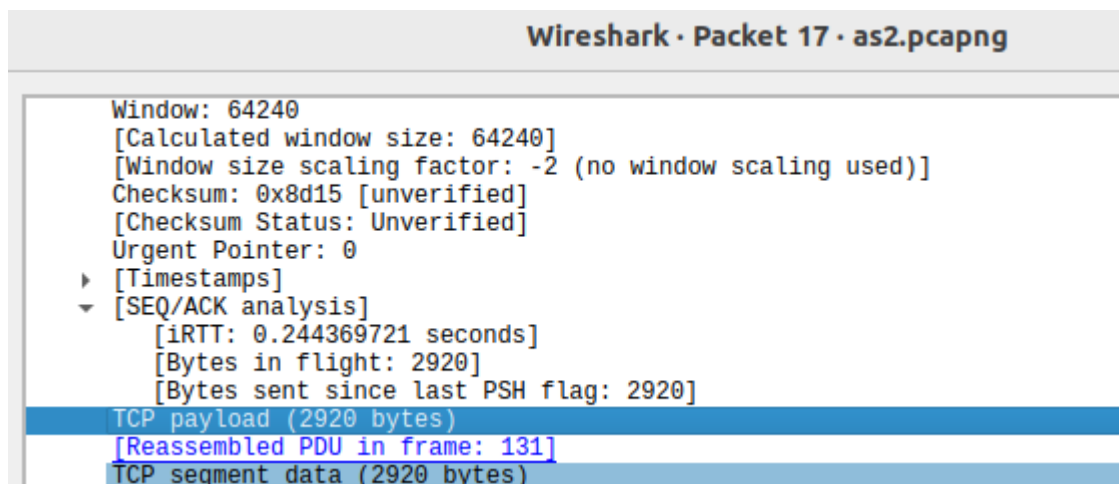 Wireshark · Packet 17 · as2.pcapng
Window: 64240
[Calculated window size: 64240]
[Window size scaling factor: -2 (no window scaling used)]
Checksum: 0x8d15 [unverified]
[Checksum Status: Unverified]
Urgent Pointer: 0
[Timestamps]
[SEQ/ACK analysis]
[iRTT: 0.244369721 seconds]
[Bytes in flight: 2920]
[Bytes sent since last PSH flag: 2920]
TCP payload (2920 bytes)
[Reassembled PDU in frame: 131]
TCP segment data (2920 bytes)